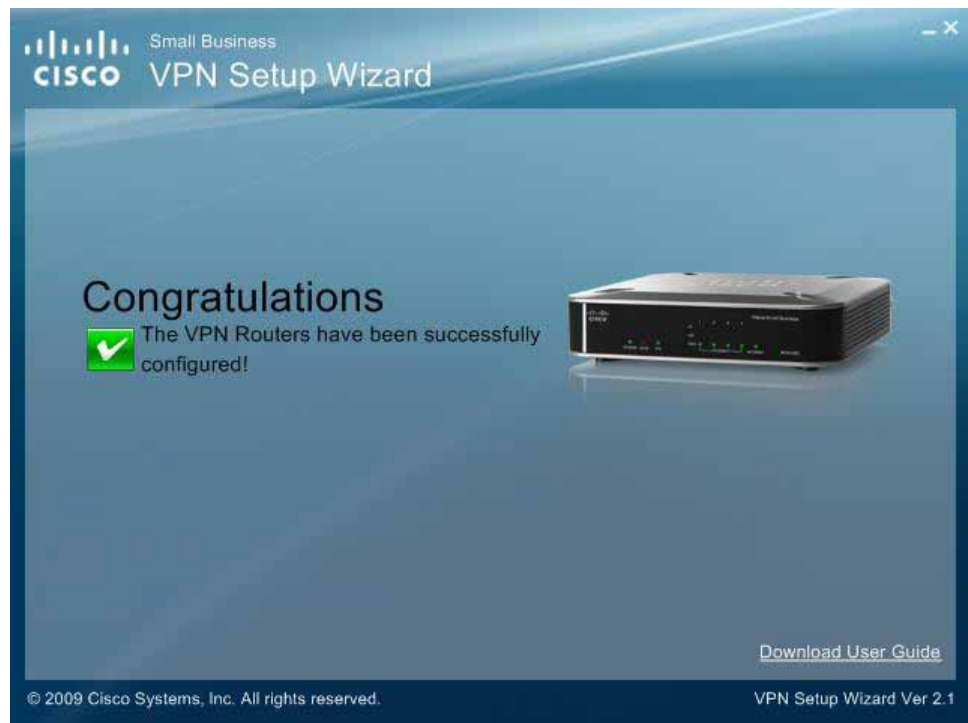 Small Business
CISCO VPN Setup Wizard
Congratulations
The VPN Routers have been successfully
configured!
CISCO
Download User Guide
© 2009 Cisco Systems, Inc. All rights reserved.
VPN Setup Wizard Ver 2.1